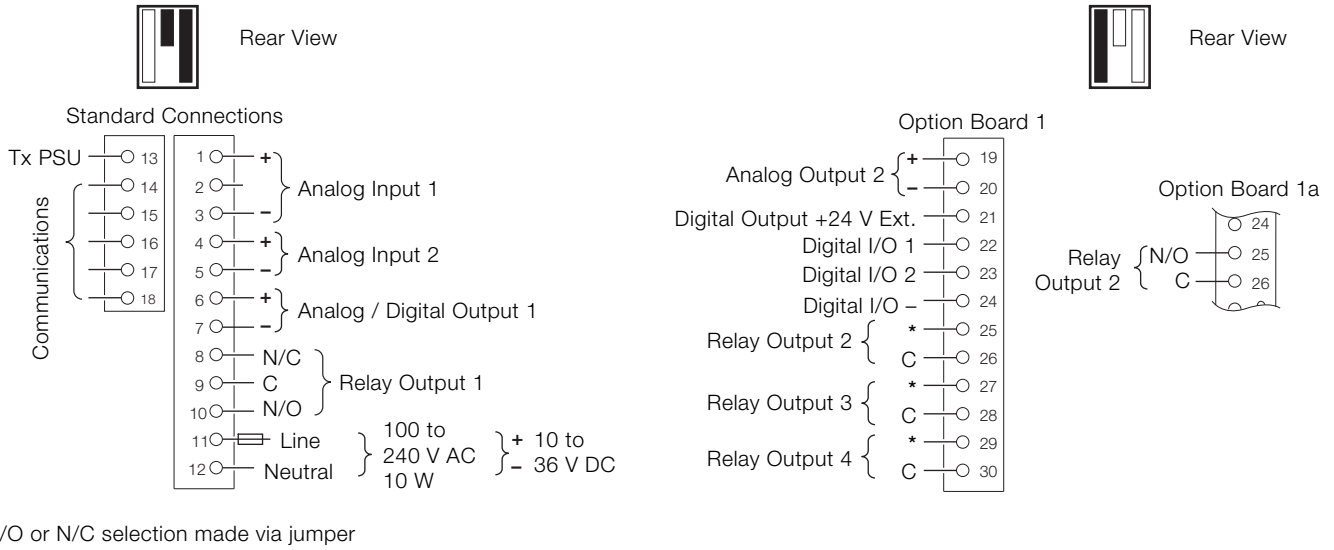 Rear View
Standard Connections
Tx PSU 13
14
15
16
17
18
Communications
1 +
2
3 –
Analog Input 1
4 +
5 –
Analog Input 2
6 +
7 –
Analog / Digital Output 1
8 N/C
9 C
10 N/O
Relay Output 1
11 Line
12 Neutral
100 to
240 V AC
10 W
+ 10 to
– 36 V DC
/O or N/C selection made via jumper
Rear View
Option Board 1
Analog Output 2
+ 19
– 20
Digital Output +24 V Ext. 21
Digital I/O 1 22
Digital I/O 2 23
Digital I/O – 24
Relay Output 2
* 25
C 26
Relay Output 3
* 27
C 28
Relay Output 4
* 29
C 30
Option Board 1a
24
Relay
Output 2
N/O 25
C 26